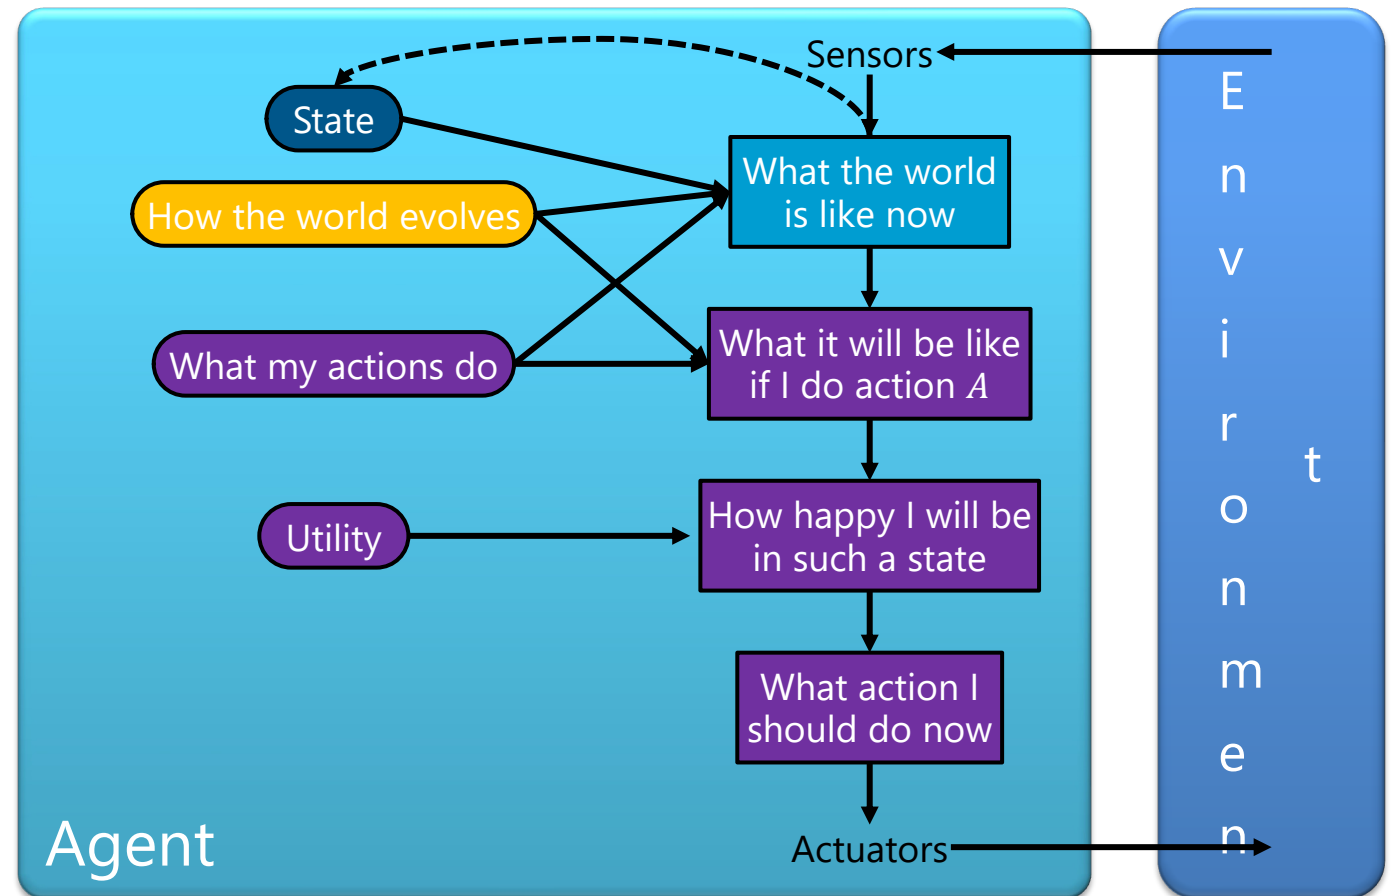 Sensors
State
What the world
is like now
How the world evolves
What my actions do
What it will be like
if I do action A
Utility
How happy I will be
in such a state
What action I
should do now
Actuators
Agent
E
n
v
i
r
o
n
m
e
n
t